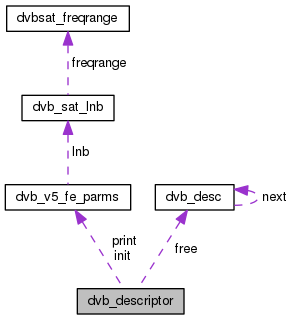 dvbsat_freqrange
freqrange
dvb_sat_lnb
lnb
dvb_v5_fe_parms
dvb_desc
next
print
init
free
dvb_descriptor